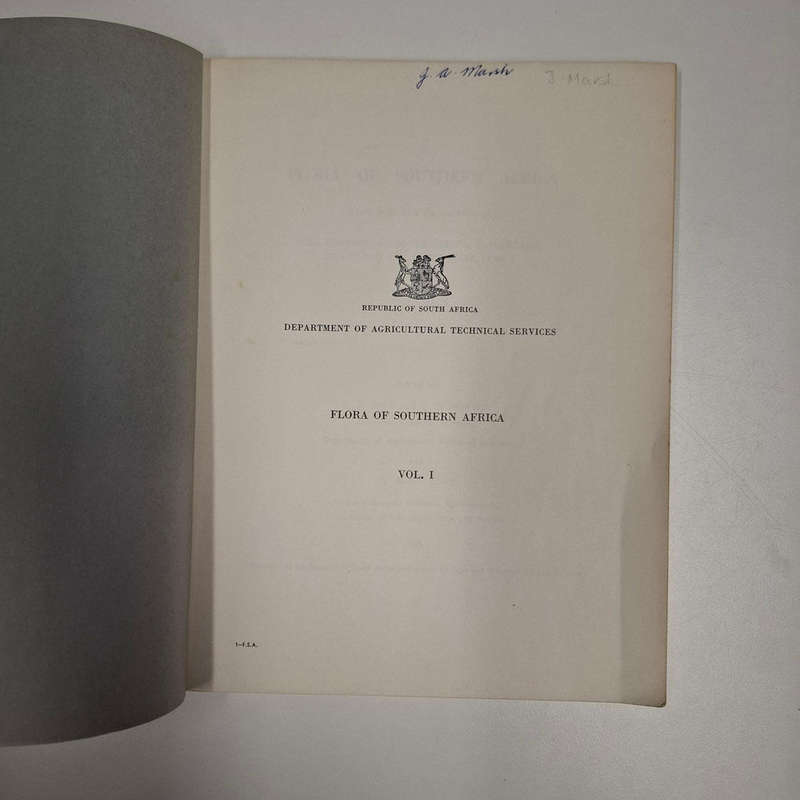 J. A. Marsh J. Marsh
REPUBLIC OF SOUTH AFRICA
DEPARTMENT OF AGRICULTURAL TECHNICAL SERVICES
FLORA OF SOUTHERN AFRICA
VOL. I
1—F.S.A.